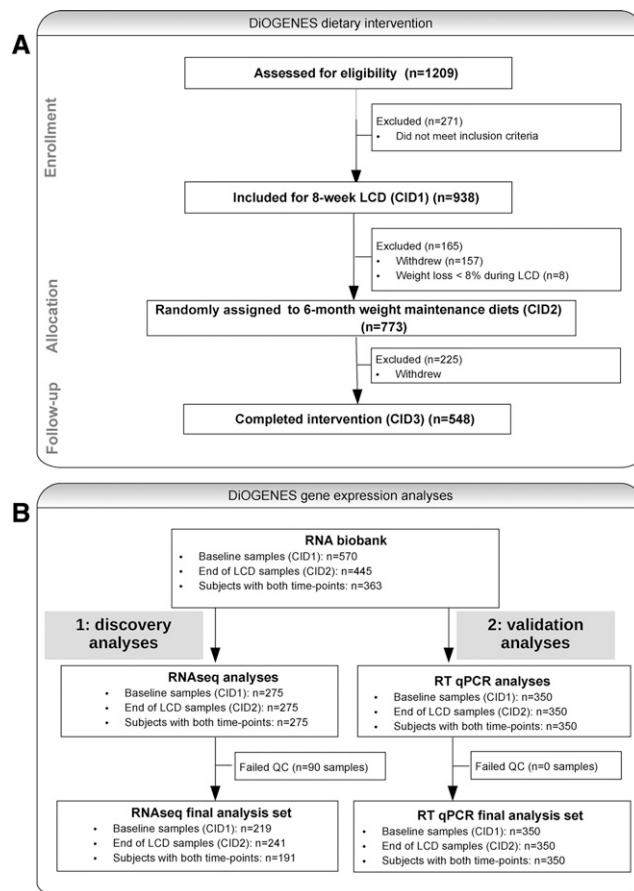 DiOGENES dietary intervention
A
Enrollment
Assessed for eligibility (n=1209)
Excluded (n=271)
• Did not meet inclusion criteria
Included for 8-week LCD (CID1) (n=938)
Excluded (n=165)
• Withdrew (n=157)
• Weight loss < 8% during LCD (n=8)
Allocation
Randomly assigned to 6-month weight maintenance diets (CID2)
(n=773)
Excluded (n=225)
• Withdrew
Follow-up
Completed intervention (CID3) (n=548)
DiOGENES gene expression analyses
B
RNA biobank
• Baseline samples (CID1): n=570
• End of LCD samples (CID2): n=445
• Subjects with both time-points: n=363
1: discovery
analyses
2: validation
analyses
RNAseq analyses
• Baseline samples (CID1): n=275
• End of LCD samples (CID2): n=275
• Subjects with both time-points: n=275
RT qPCR analyses
• Baseline samples (CID1): n=350
• End of LCD samples (CID2): n=350
• Subjects with both time-points: n=350
Failed QC (n=90 samples)
Failed QC (n=0 samples)
RNAseq final analysis set
• Baseline samples (CID1): n=219
• End of LCD samples (CID2): n=241
• Subjects with both time-points: n=191
RT qPCR final analysis set
• Baseline samples (CID1): n=350
• End of LCD samples (CID2): n=350
• Subjects with both time-points: n=350